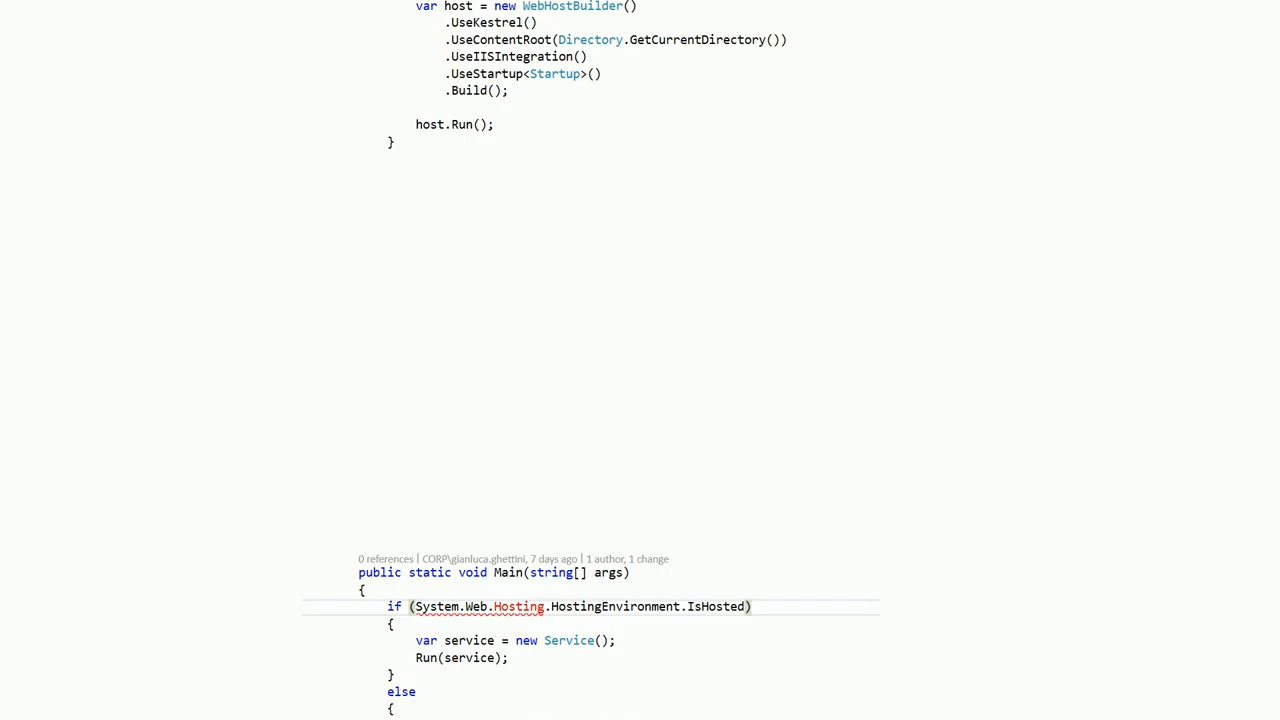 var host = new WebHostBuilder()
.UseKestrel()
.UseContentRoot(Directory.GetCurrentDirectory())
.UseIISIntegration()
.UseStartup<Startup>()
.Build();
host.Run();
}
0 references | CORP\gianluca.ghettini, 7 days ago | 1 author, 1 change
public static void Main(string[] args)
{
if (System.Web.Hosting.HostingEnvironment.IsHosted)
{
var service = new Service();
Run(service);
}
else
{